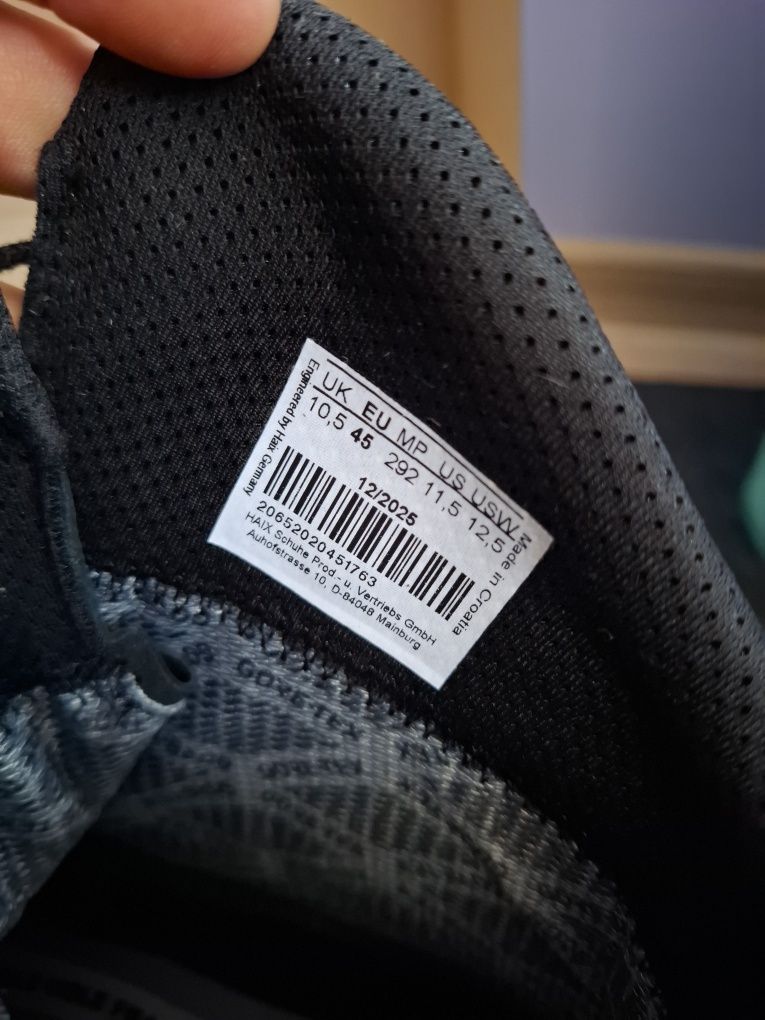 Engineered by Haix Germany
UK EU MP US USW
10,5 45 292 11,5 12,5
12/2025
20652020451763
HAIX Schuhe Prod.- u. Vertriebs GmbH
Auhofstrasse 10, D-84048 Mainburg
Made in Croatia
GORE-TEX